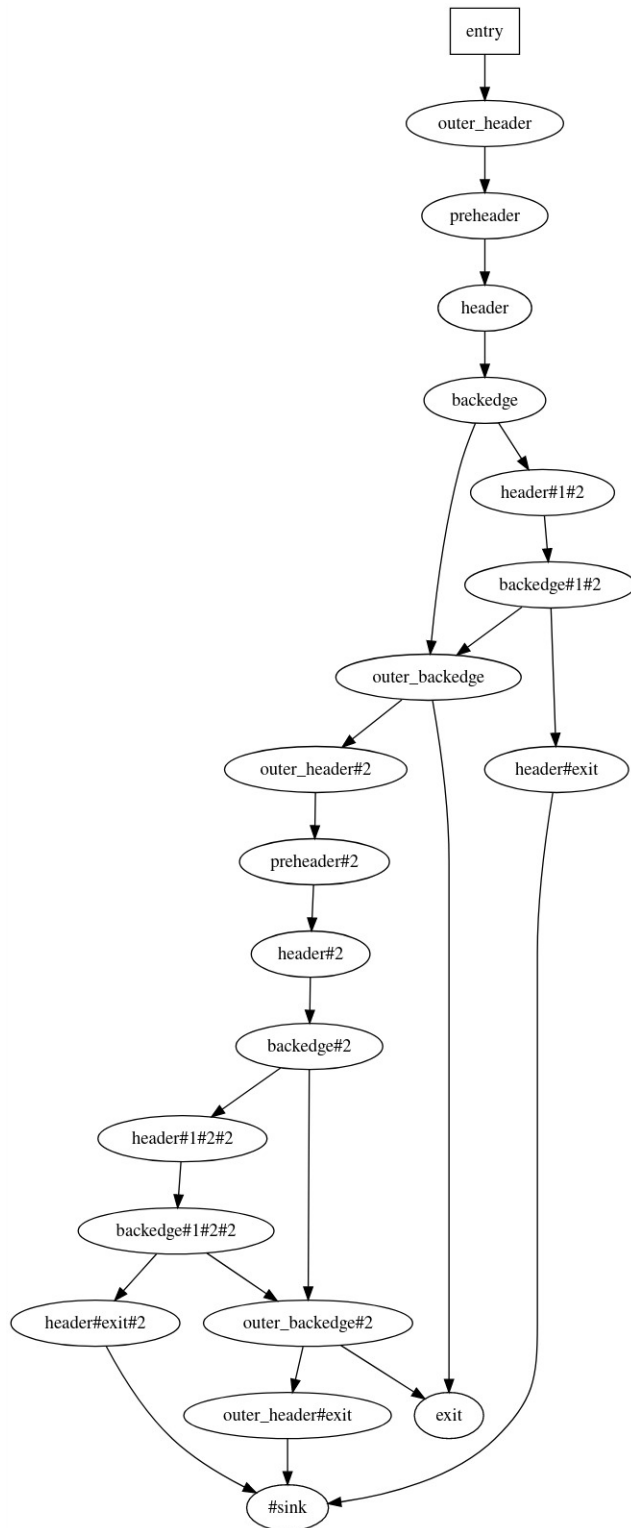 entry
outer_header
preheader
header
backedge
header#1#2
backedge#1#2
outer_backedge
outer_header#2
header#exit
preheader#2
header#2
backedge#2
header#1#2#2
backedge#1#2#2
header#exit#2
outer_backedge#2
outer_header#exit
exit
#sink